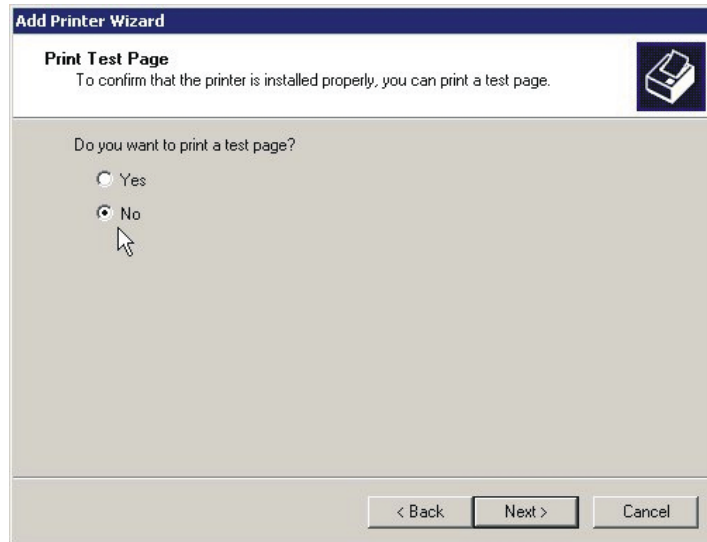 Add Printer Wizard
Print Test Page
To confirm that the printer is installed properly, you can print a test page.
Do you want to print a test page?
Yes
No
< Back
Next >
Cancel